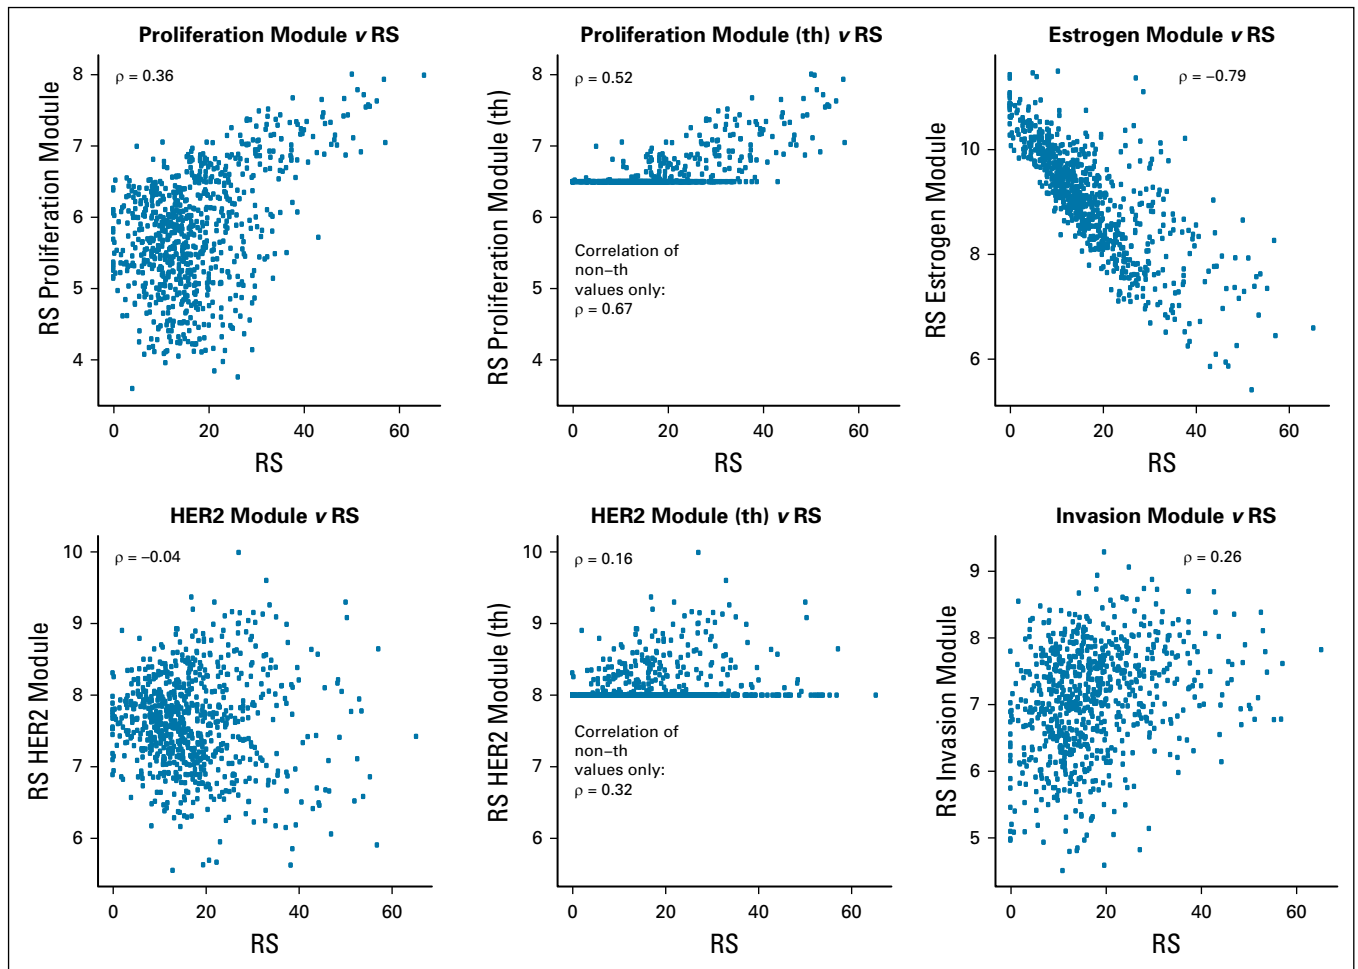 Proliferation Module v RS
ρ = 0.36
8
7
6
5
4
RS Proliferation Module
0 20 40 60
RS
Proliferation Module (th) v RS
ρ = 0.52
8
7
6
5
4
RS Proliferation Module (th)
Correlation of
non–th
values only:
ρ = 0.67
0 20 40 60
RS
Estrogen Module v RS
ρ = –0.79
10
8
6
RS Estrogen Module
0 20 40 60
RS
HER2 Module v RS
ρ = –0.04
10
9
8
7
6
RS HER2 Module
0 20 40 60
RS
HER2 Module (th) v RS
ρ = 0.16
10
9
8
7
6
RS HER2 Module (th)
Correlation of
non–th
values only:
ρ = 0.32
0 20 40 60
RS
Invasion Module v RS
ρ = 0.26
9
8
7
6
5
RS Invasion Module
0 20 40 60
RS